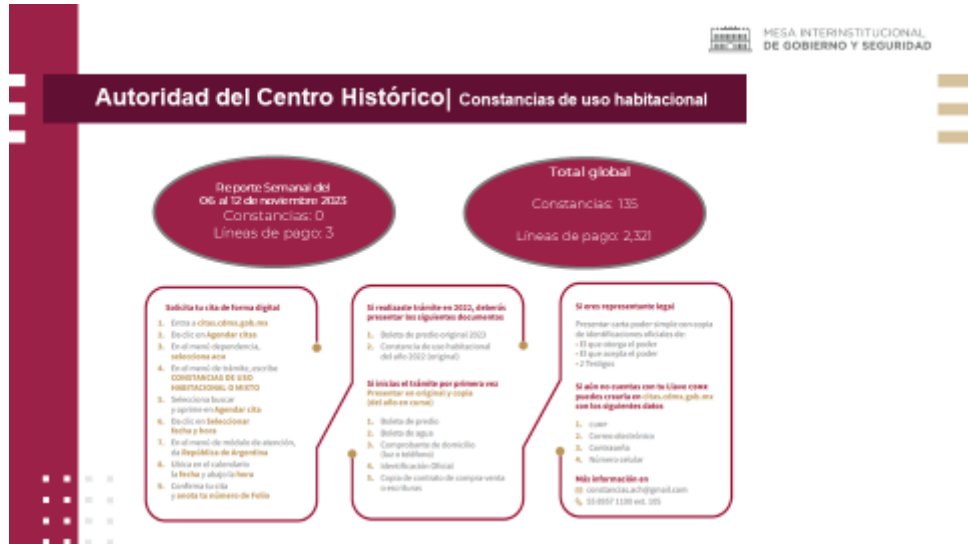 MESA INTERINSTITUCIONAL
DE GOBIERNO Y SEGURIDAD
Autoridad del Centro Histórico| Constancias de uso habitacional
Reporte Semanal del
06 al 12 de noviembre 2023
Constancias: 0
Líneas de pago: 3
Total global
Constancias: 135
Líneas de pago: 2,321
Solicita tu cita de forma digital
1. Entra a citas.cdmx.gob.mx
2. Da clic en Agendar citas
3. En el menú dependencia,
selecciona ACH
4. En el menú de trámite, escribe
CONSTANCIAS DE USO
HABITACIONAL O MIXTO
5. Selecciona buscar
y oprime en Agendar cita
6. Da clic en Seleccionar
fecha y hora
7. En el menú de módulo de atención,
da República de Argentina
8. Ubica en el calendario
la fecha y abajo la hora
9. Confirma tu cita
y anota tu número de Folio
Si realizaste trámite en 2022, deberás
presentar los siguientes documentos
1. Boleta de predio original 2023
2. Constancia de uso habitacional
del año 2022 (original)
Si inicias el trámite por primera vez
Presentar en original y copia
(del año en curso)
1. Boleta de predio
2. Boleta de agua
3. Comprobante de domicilio
(luz o teléfono)
4. Identificación Oficial
5. Copia de contrato de compra-venta
o escrituras
Si eres representante legal
Presentar carta poder simple con copia
de identificaciones oficiales de:
• El que otorga el poder
• El que acepta el poder
• 2 Testigos
Si aún no cuentas con tu Llave CDMX
puedes crearla en citas.cdmx.gob.mx
con los siguientes datos
1. CURP
2. Correo electrónico
3. Contraseña
4. Número celular
Más información en
constancias.ach@gmail.com
55 8957 1100 ext. 105